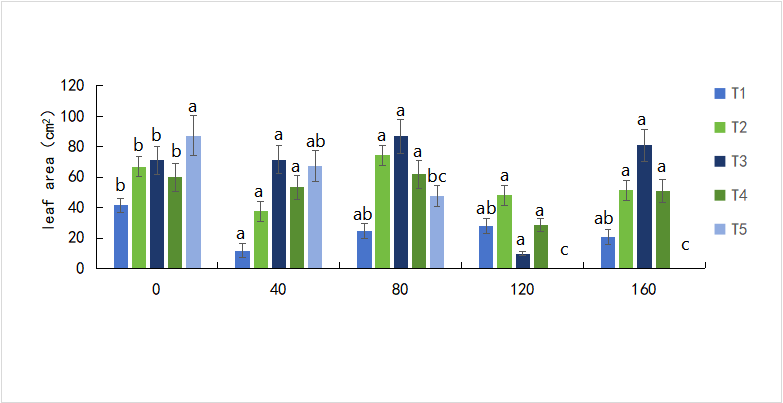 120
100
80
60
40
20
0
leaf area (cm²)
b b b b a
a a a a ab
ab a a a bc
ab a a a c
ab a a a c
0 40 80 120 160
T1
T2
T3
T4
T5